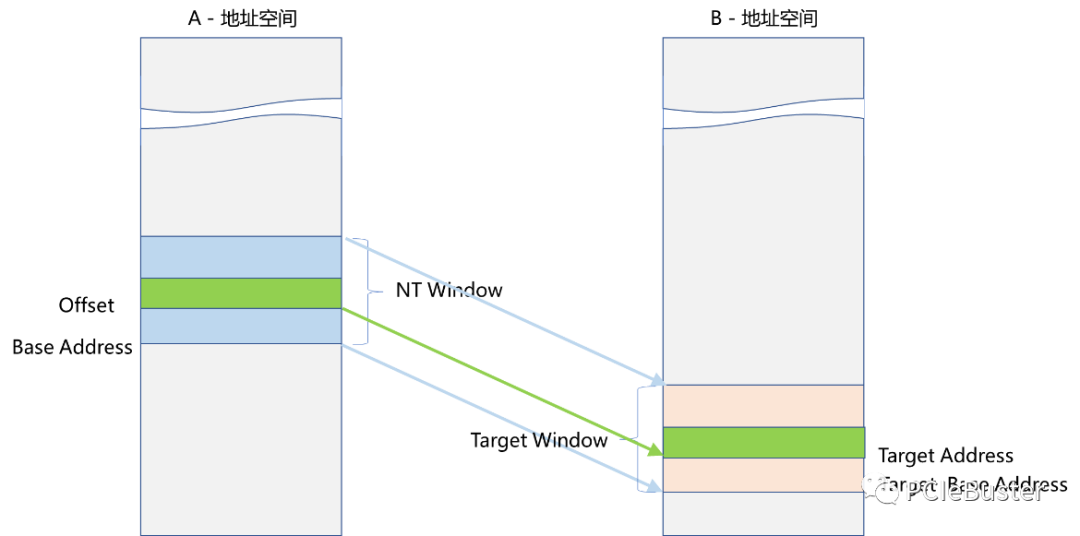 A - 地址空间
B - 地址空间
NT Window
Offset
Base Address
Target Window
Target Address
Target Base Address
PCIeBuster